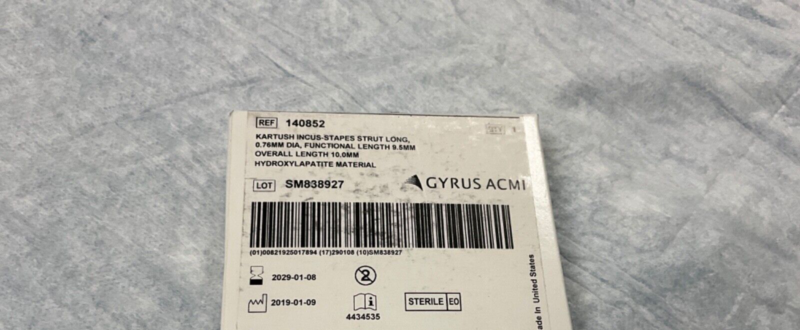 REF 140852
KARTUSH INCUS-STAPES STRUT LONG,
0.76MM DIA, FUNCTIONAL LENGTH 9.5MM
OVERALL LENGTH 10.0MM
HYDROXYLAPATITE MATERIAL
LOT SM838927
GYRUS ACMI
(01)00821925017894 (17)290108 (10)SM838927
2029-01-08
2
2019-01-09
4434535
STERILE EO
Made in United States